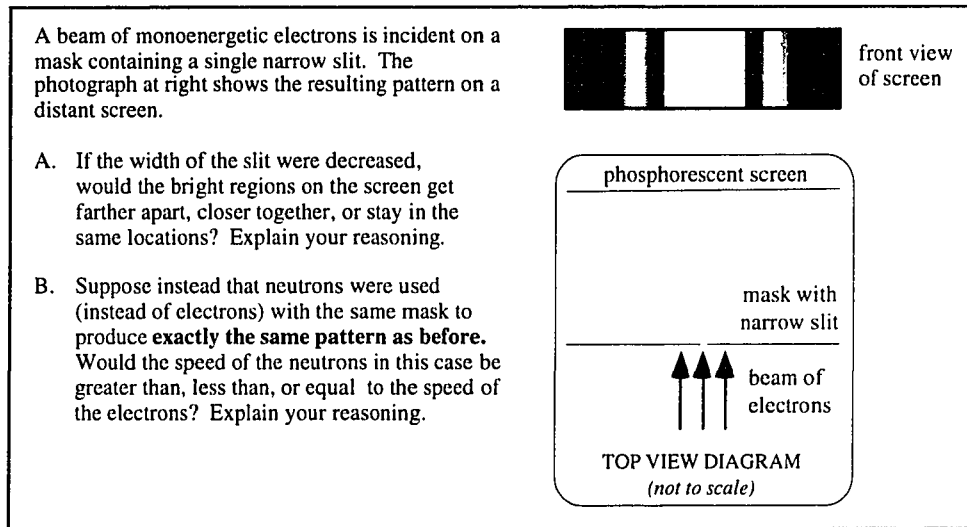 A beam of monoenergetic electrons is incident on a
mask containing a single narrow slit. The
photograph at right shows the resulting pattern on a
distant screen.
A. If the width of the slit were decreased,
would the bright regions on the screen get
farther apart, closer together, or stay in the
same locations? Explain your reasoning.
B. Suppose instead that neutrons were used
(instead of electrons) with the same mask to
produce exactly the same pattern as before.
Would the speed of the neutrons in this case be
greater than, less than, or equal to the speed of
the electrons? Explain your reasoning.
front view
of screen
phosphorescent screen
mask with
narrow slit
beam of
electrons
TOP VIEW DIAGRAM
(not to scale)